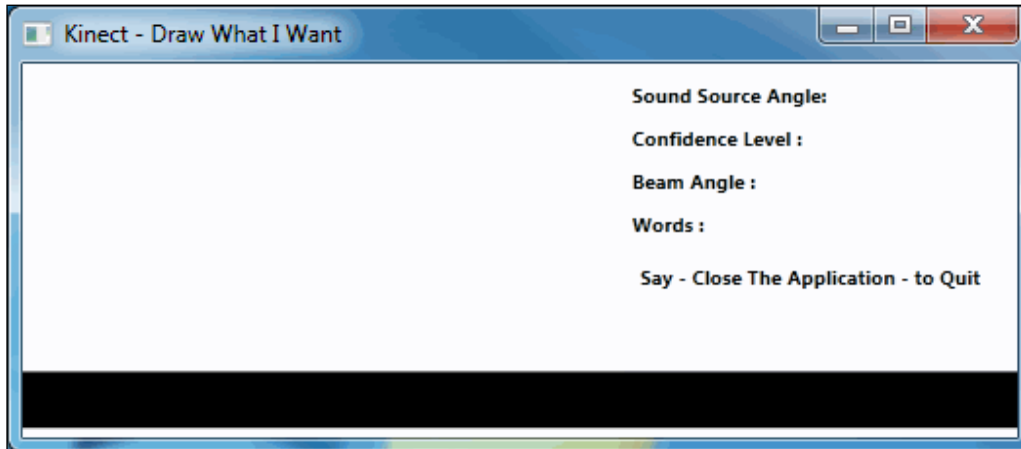 Kinect - Draw What I Want
Sound Source Angle:
Confidence Level :
Beam Angle :
Words :
Say - Close The Application - to Quit